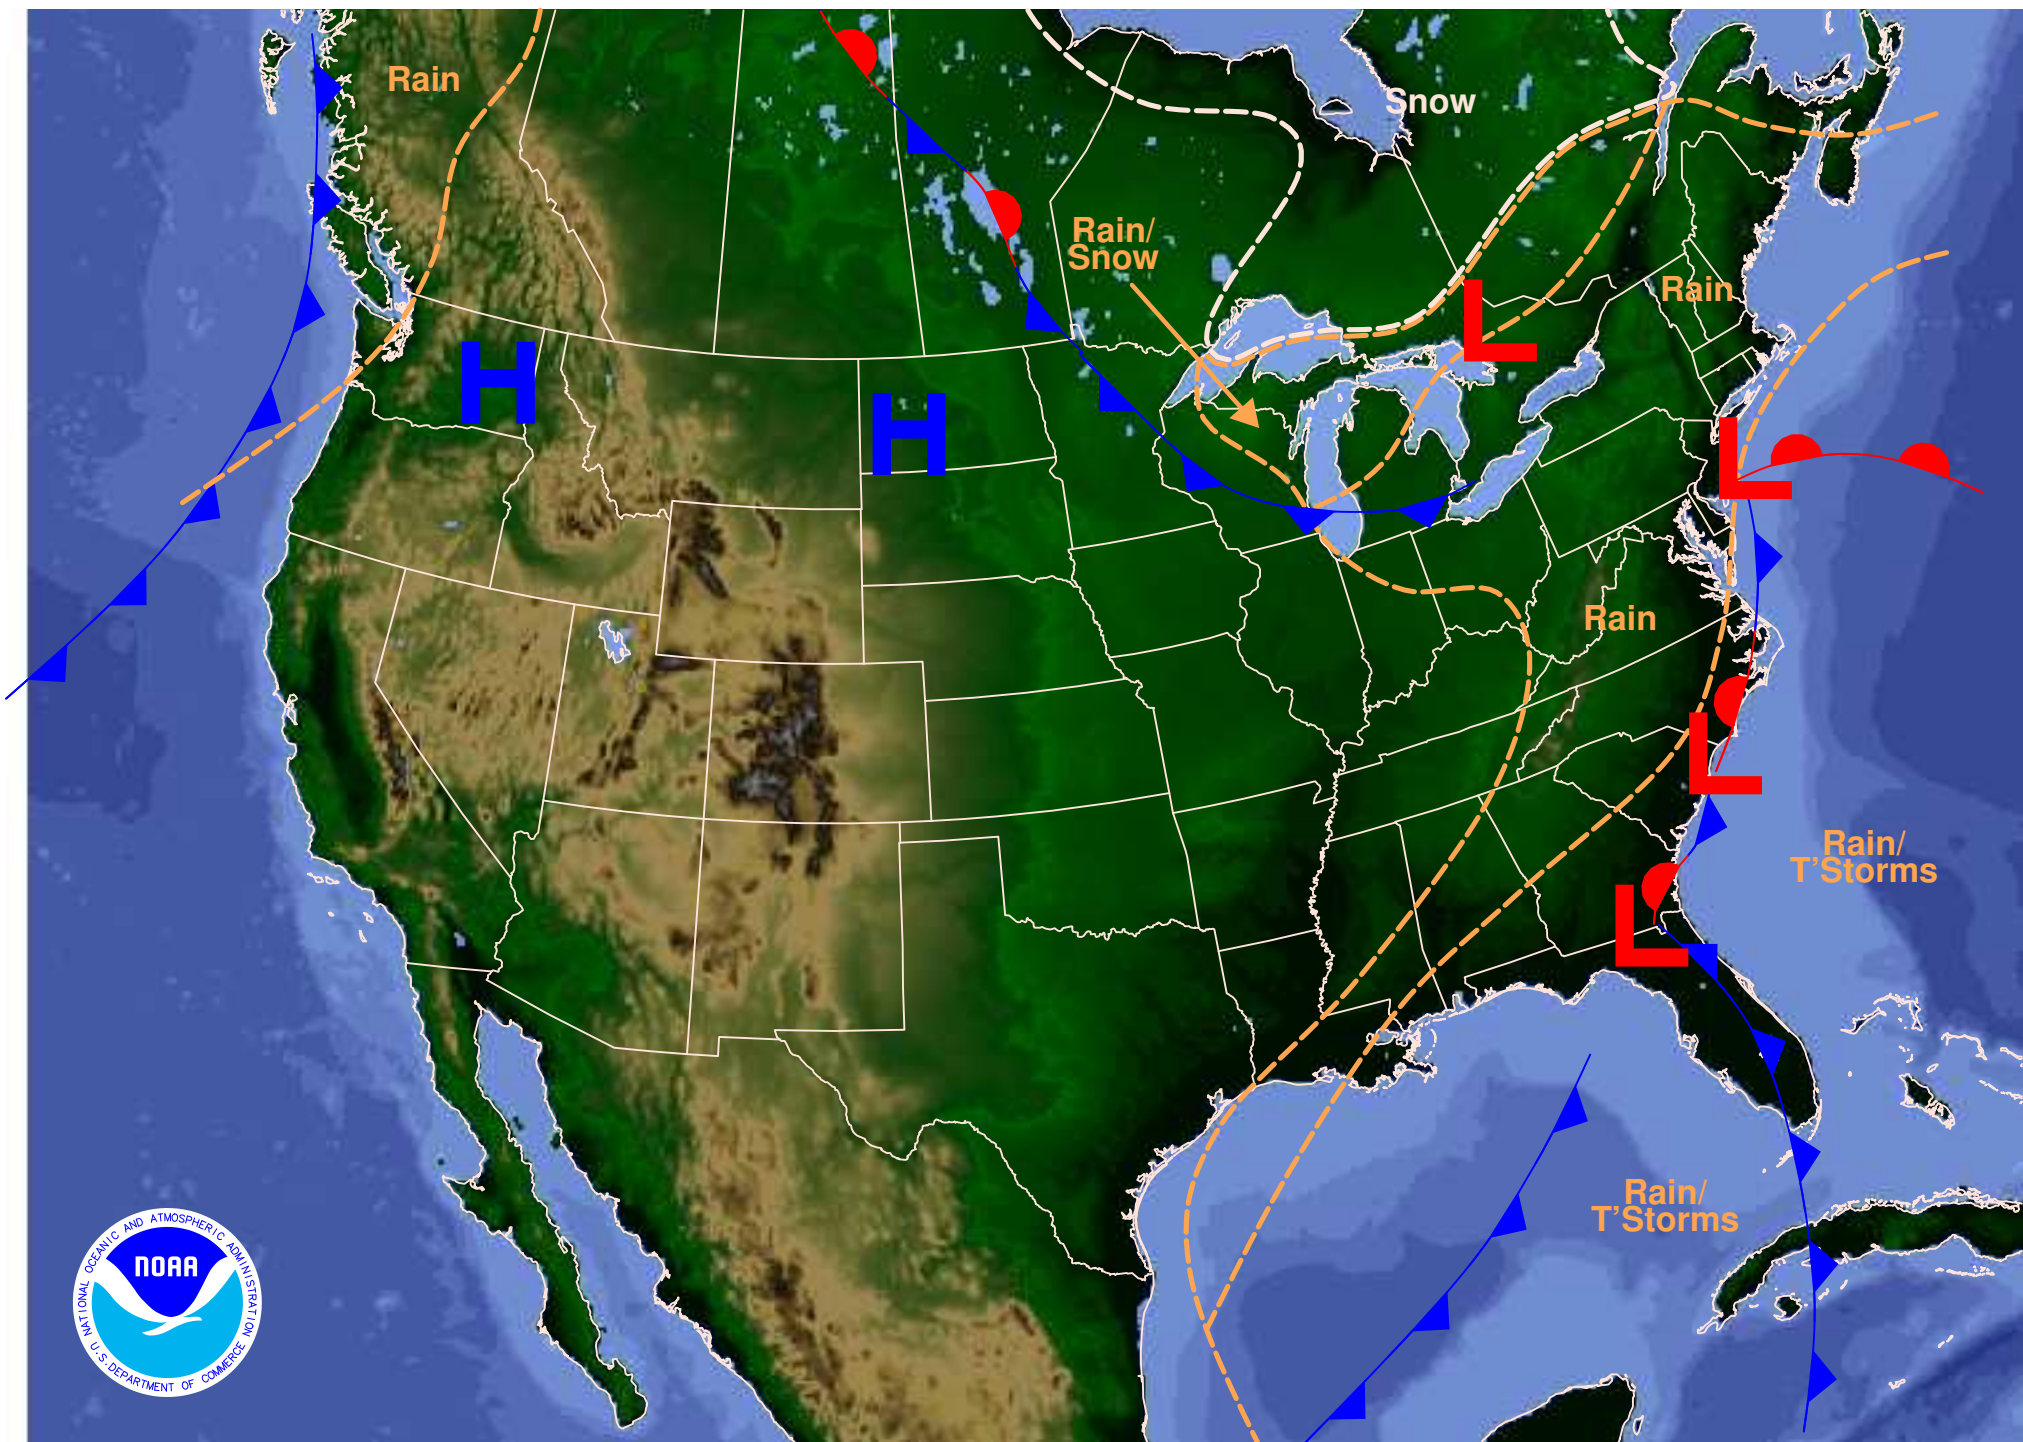 Rain
Snow
Rain/
Snow
Rain
H
H
L
L
Rain
L
Rain/
T'Storms
L
Rain/
T'Storms
NATIONAL OCEANIC AND ATMOSPHERIC ADMINISTRATION
NOAA
U.S. DEPARTMENT OF COMMERCE